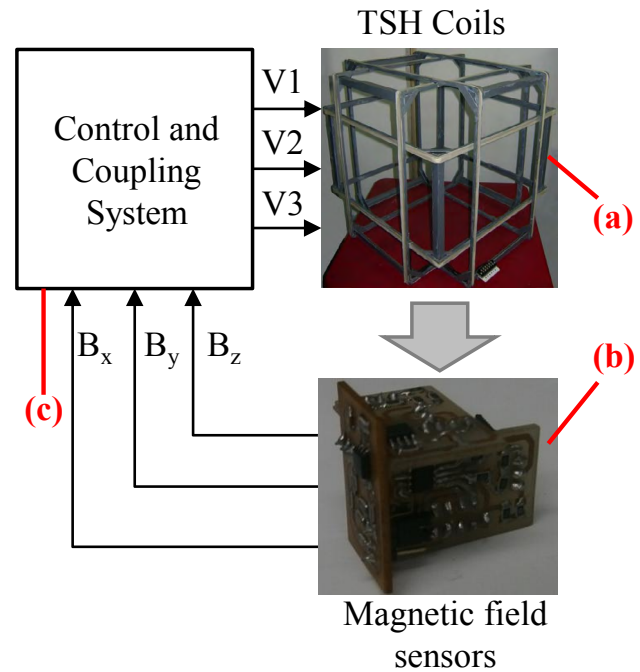 TSH Coils
Control and
Coupling
System
V1
V2
V3
(a)
Bx
By
Bz
(b)
(c)
Magnetic field
sensors